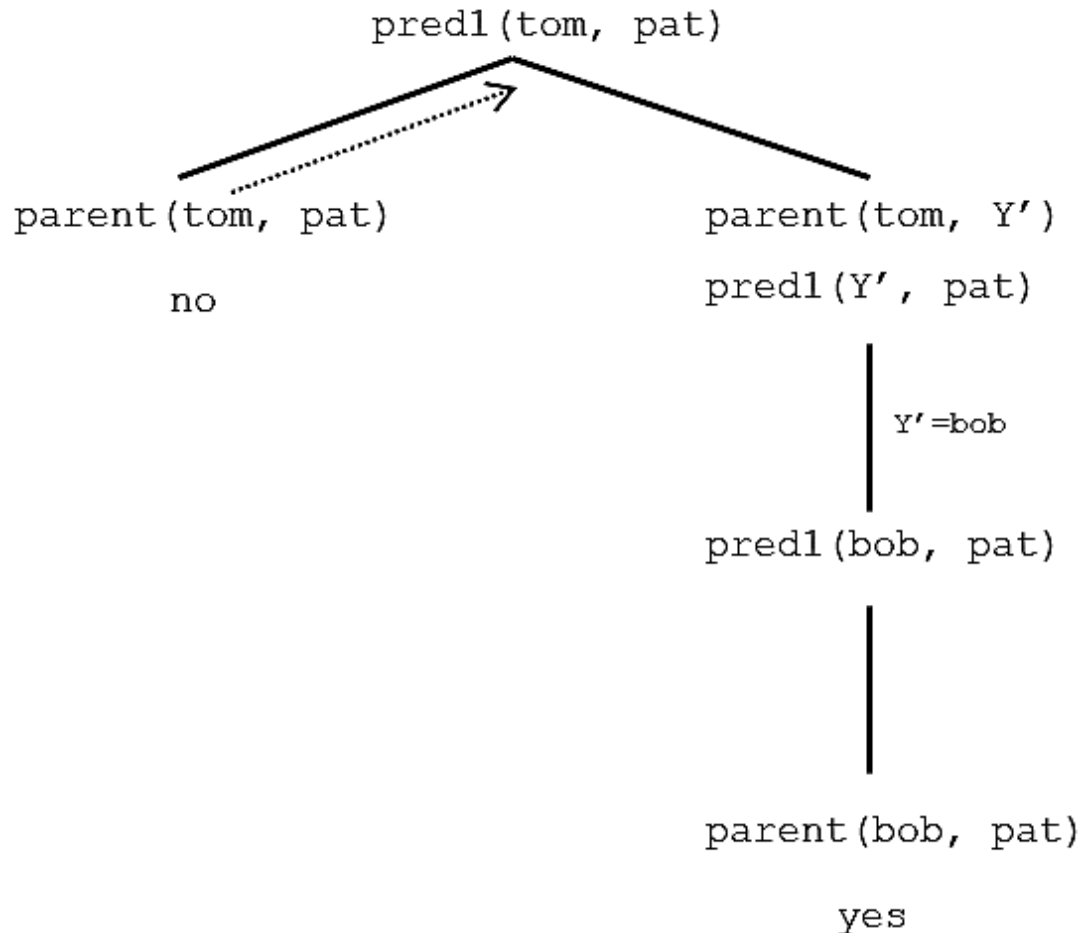 pred1(tom, pat)
parent(tom, pat)
no
parent(tom, Y′)
pred1(Y′, pat)
Y′=bob
pred1(bob, pat)
parent(bob, pat)
yes